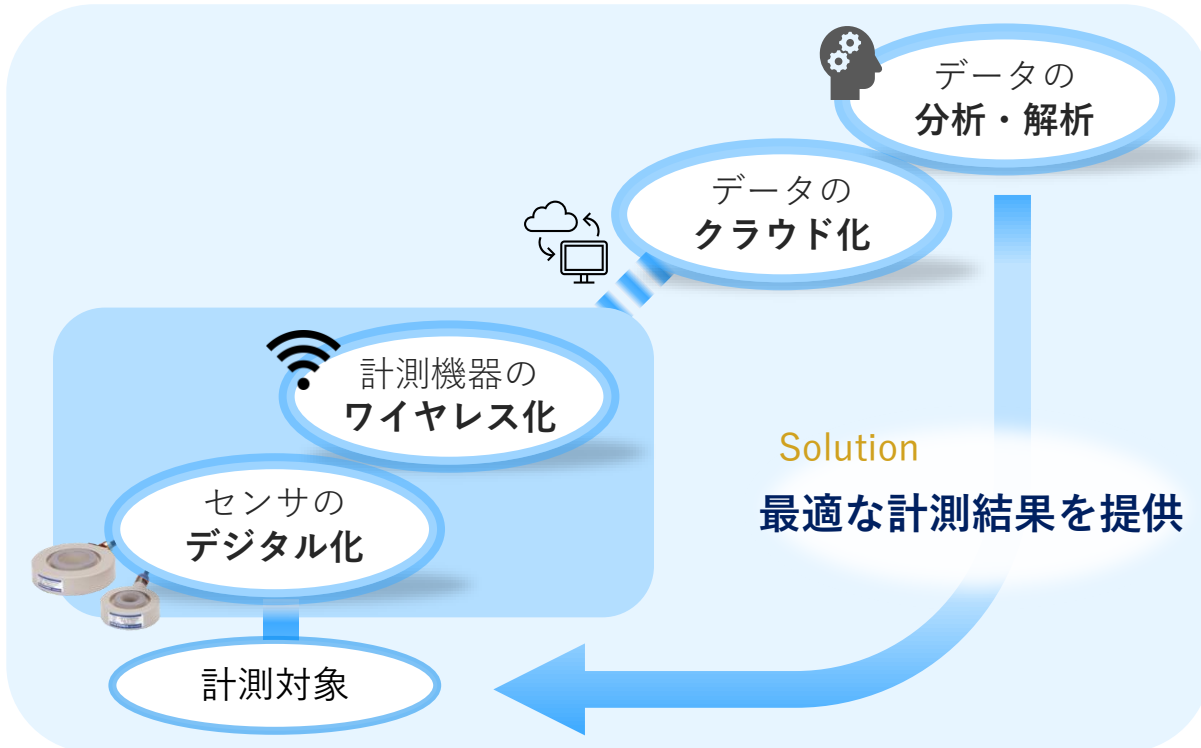 データの
分析・解析
データの
クラウド化
計測機器の
ワイヤレス化
Solution
最適な計測結果を提供
センサの
デジタル化
計測対象